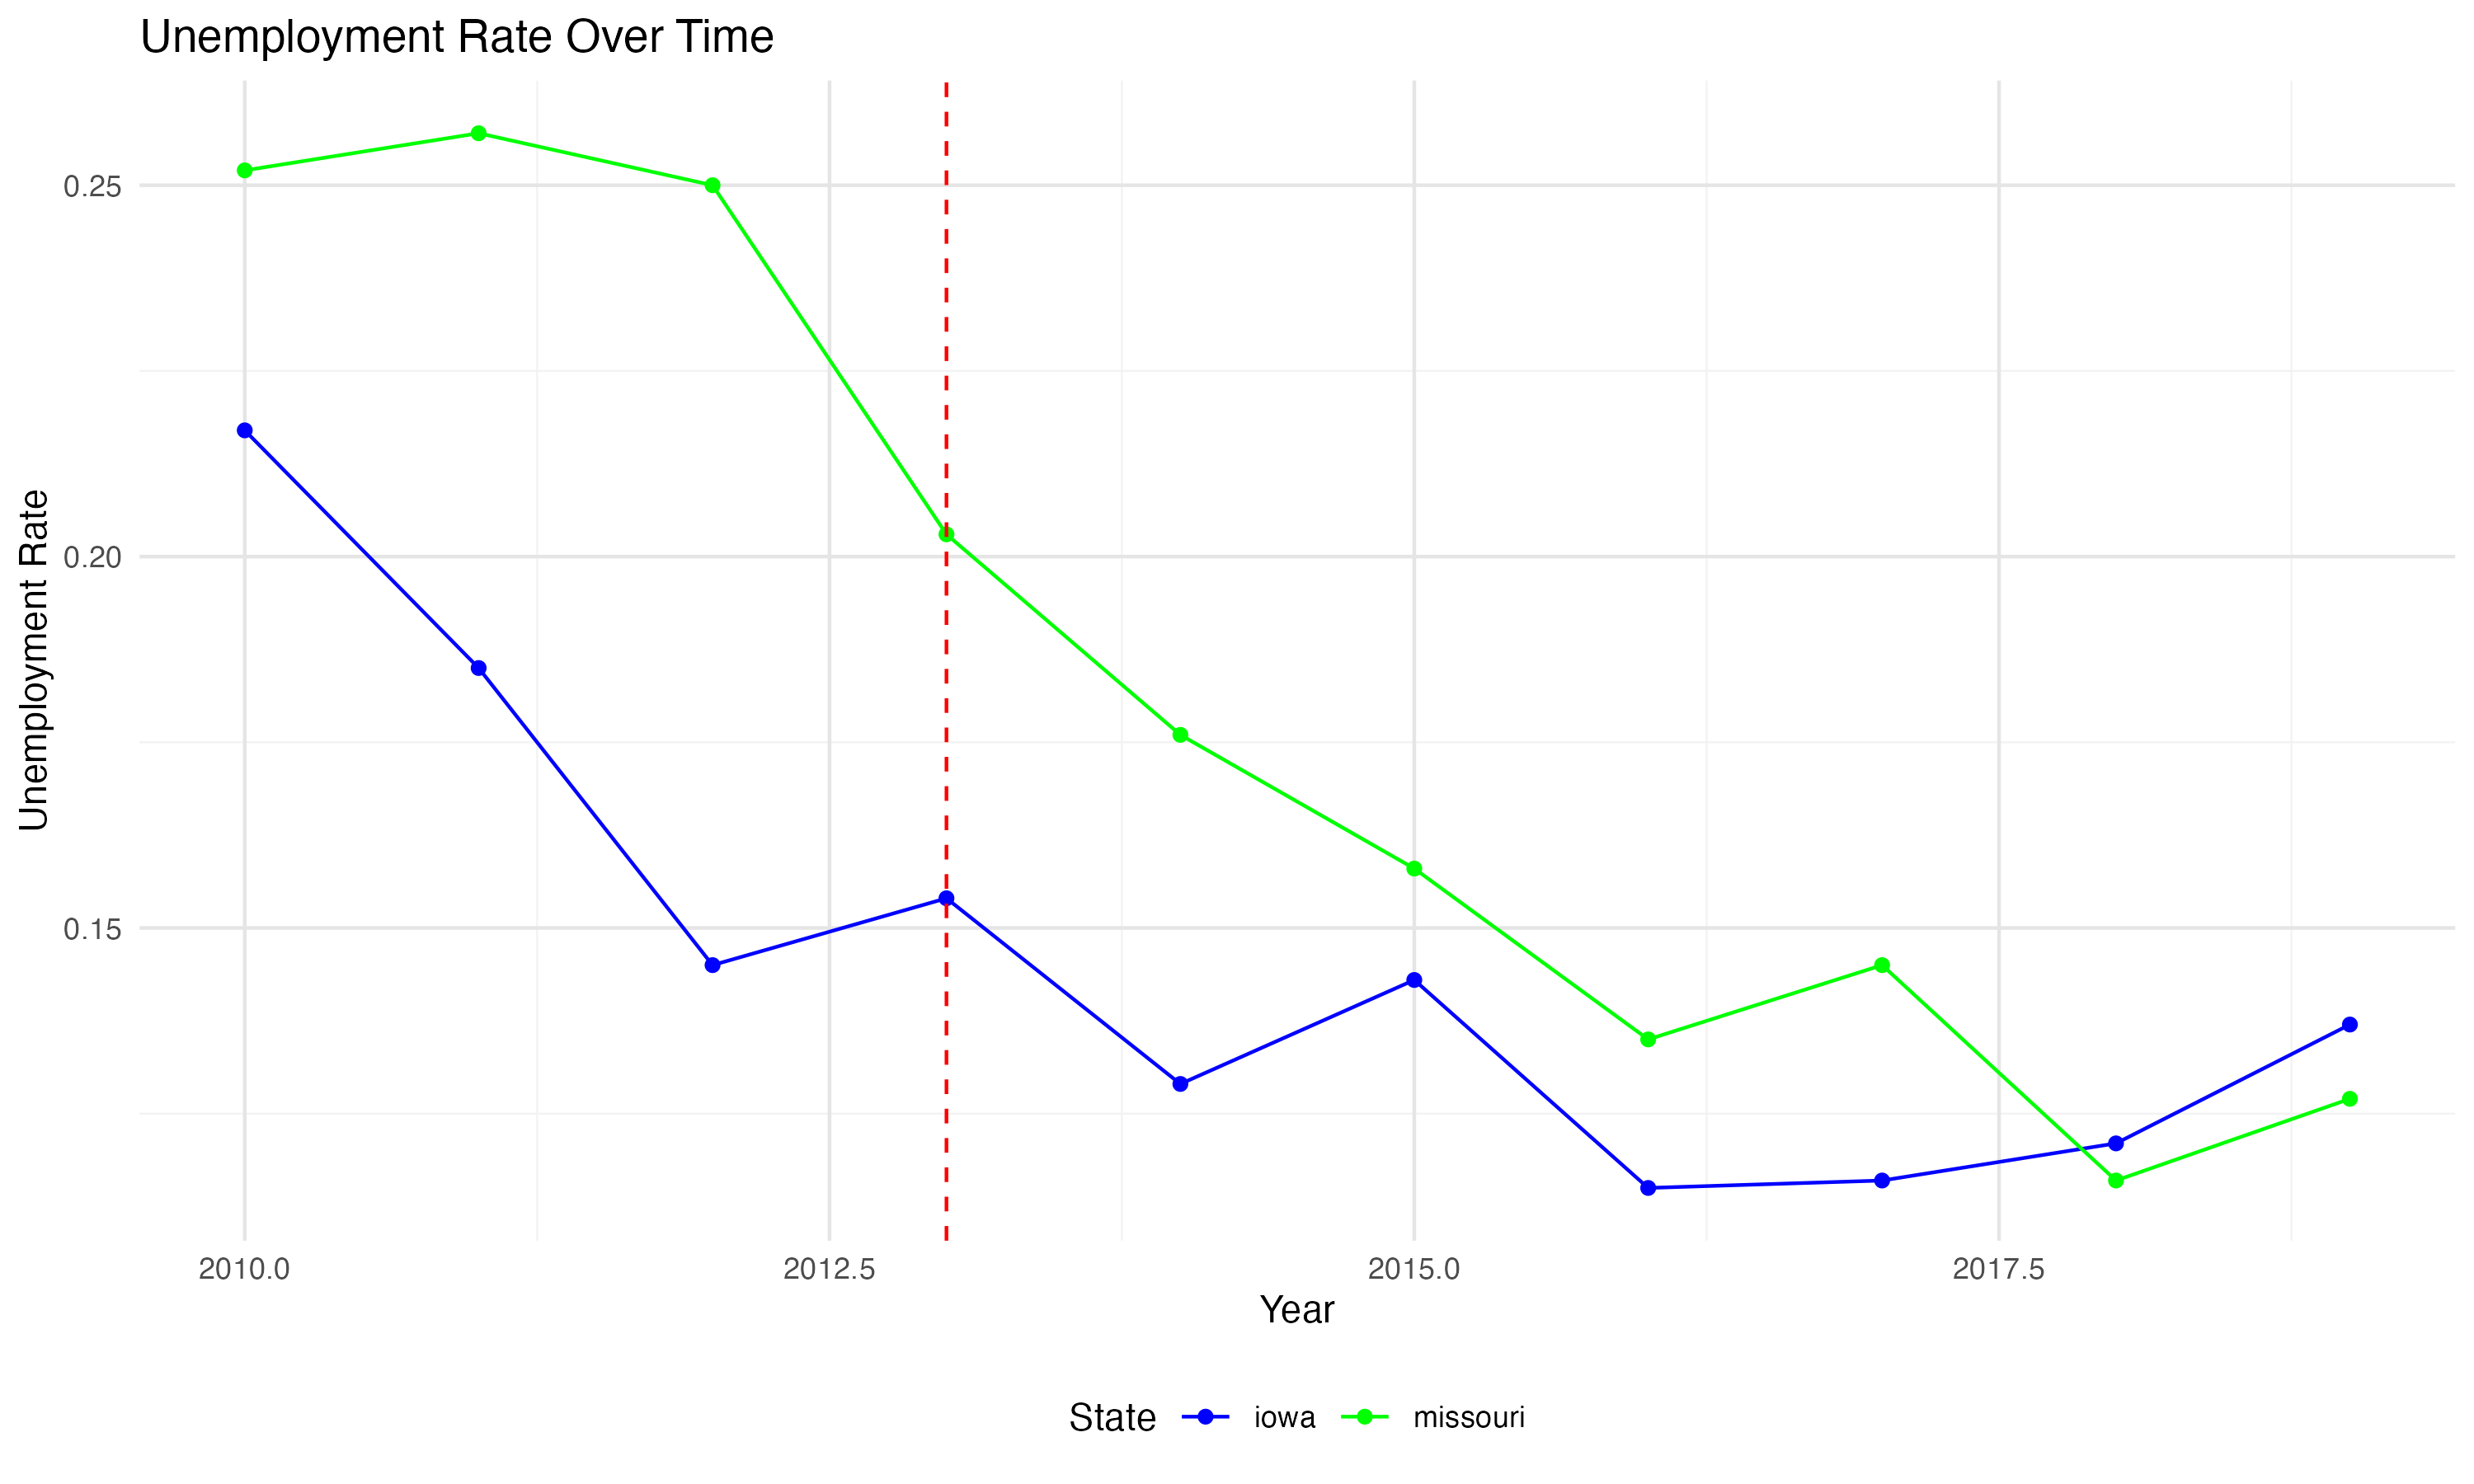 Unemployment Rate Over Time
Unemployment Rate
0.25
0.20
0.15
2010.0 2012.5 2015.0 2017.5
Year
State iowa missouri